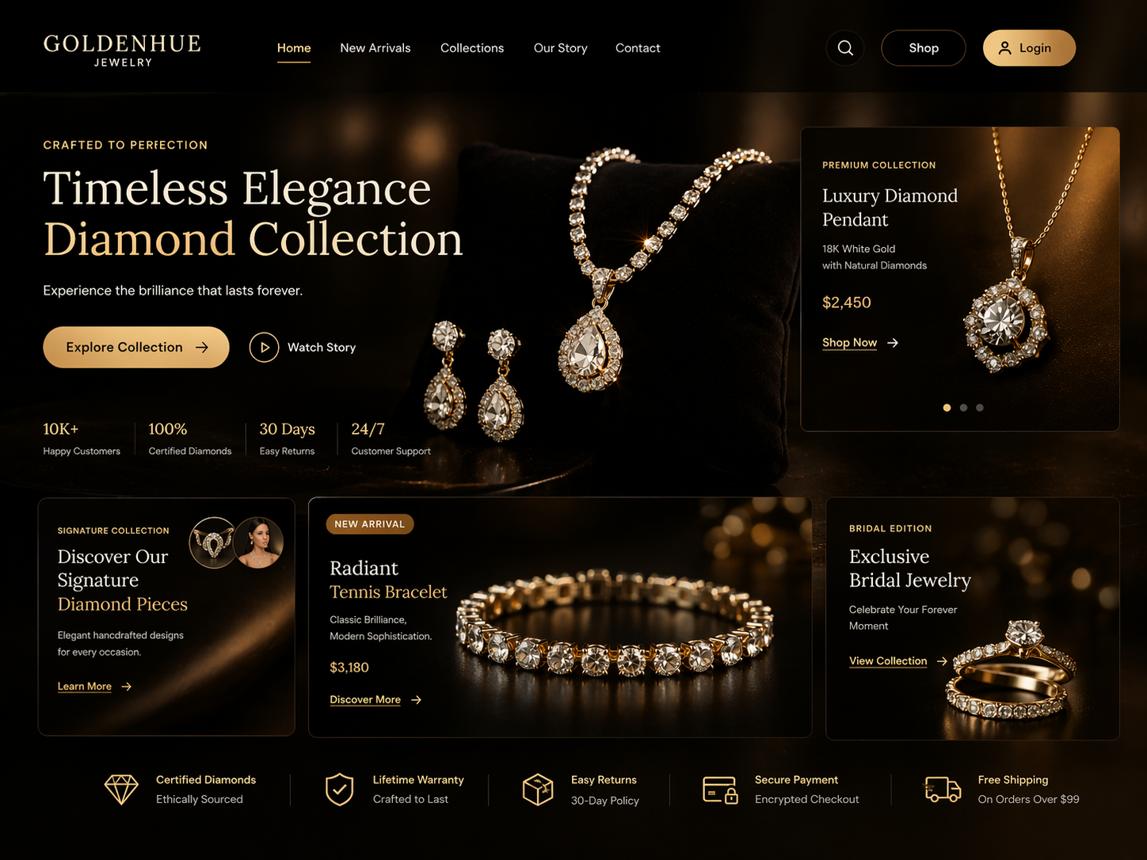 GOLDENHUE
JEWELRY
Home
New Arrivals
Collections
Our Story
Contact
Shop
Login
CRAFTED TO PERFECTION
Timeless Elegance
Diamond Collection
Experience the brilliance that lasts forever.
Explore Collection
Watch Story
10K+
Happy Customers
100%
Certified Diamonds
30 Days
Easy Returns
24/7
Customer Support
PREMIUM COLLECTION
Luxury Diamond
Pendant
18K White Gold
with Natural Diamonds
$2,450
Shop Now
SIGNATURE COLLECTION
Discover Our
Signature
Diamond Pieces
Elegant handcrafted designs
for every occasion.
Learn More
NEW ARRIVAL
Radiant
Tennis Bracelet
Classic Brilliance,
Modern Sophistication.
$3,180
Discover More
BRIDAL EDITION
Exclusive
Bridal Jewelry
Celebrate Your Forever
Moment
View Collection
Certified Diamonds
Ethically Sourced
Lifetime Warranty
Crafted to Last
Easy Returns
30-Day Policy
Secure Payment
Encrypted Checkout
Free Shipping
On Orders Over $99